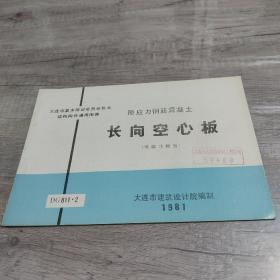 大连市基本建设委员会批准
结构构件通用图集
预应力钢筋混凝土
长向空心板
DG811·2
大连市建筑设计院编制
1981